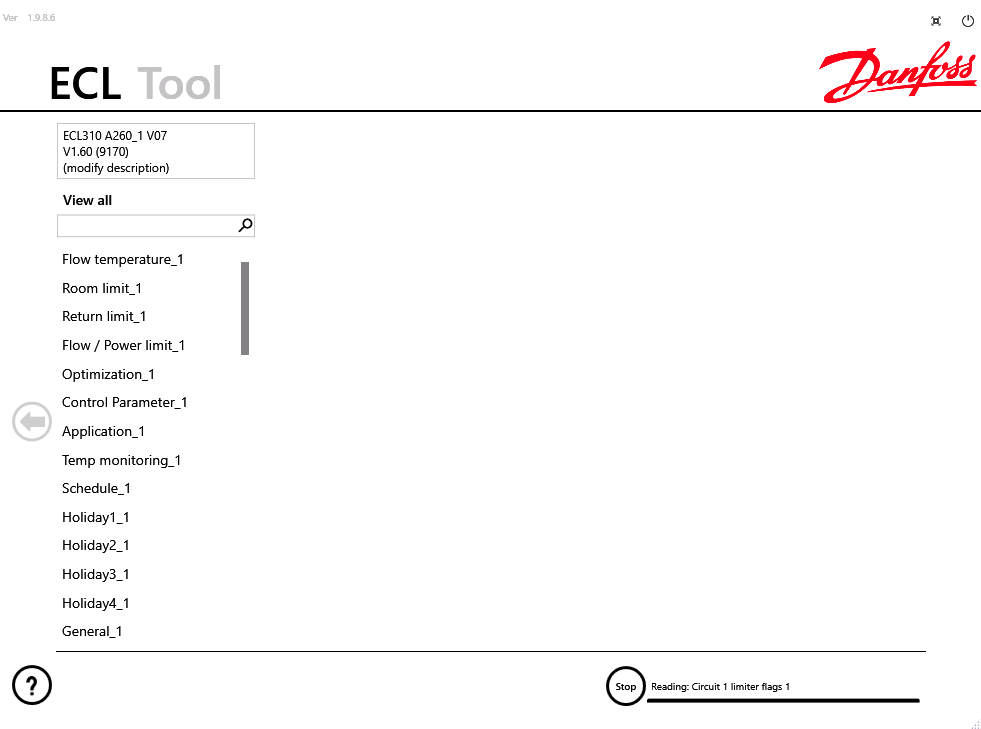 Ver 1.9.8.6
ECL Tool
Danfoss
ECL310 A260_1 V07
V1.60 (9170)
(modify description)
View all
Flow temperature_1
Room limit_1
Return limit_1
Flow / Power limit_1
Optimization_1
Control Parameter_1
Application_1
Temp monitoring_1
Schedule_1
Holiday1_1
Holiday2_1
Holiday3_1
Holiday4_1
General_1
?
Stop
Reading: Circuit 1 limiter flags 1